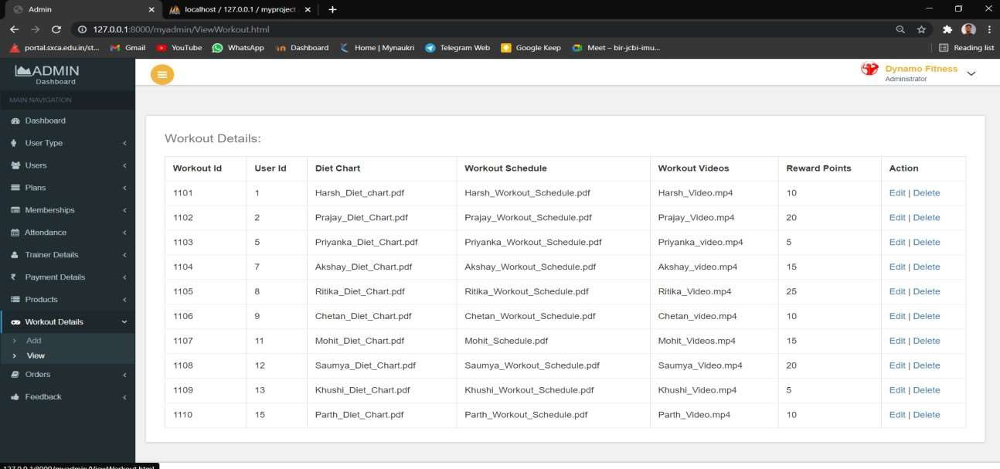 Admin
localhost / 127.0.0.1 / myproject
127.0.0.1:8000/myadmin/ViewWorkout.html
portal.sxca.edu.in/st... Gmail YouTube WhatsApp Dashboard Home | Mynaukri Telegram Web Google Keep Meet – bir-jcbi-imu... Reading list
ADMIN
Dashboard
MAIN NAVIGATION
Dashboard
User Type
Users
Plans
Memberships
Attendance
Trainer Details
Payment Details
Products
Workout Details
Add
View
Orders
Feedback
Dynamo Fitness
Administrator
Workout Details:
Workout Id User Id Diet Chart Workout Schedule Workout Videos Reward Points Action
1101 1 Harsh_Diet_chart.pdf Harsh_Workout_Schedule.pdf Harsh_Video.mp4 10 Edit | Delete
1102 2 Prajay_Diet_Chart.pdf Prajay_Workout_Schedule.pdf Prajay_Video.mp4 20 Edit | Delete
1103 5 Priyanka_Diet_Chart.pdf Priyanka_Workout_Schedule.pdf Priyanka_video.mp4 5 Edit | Delete
1104 7 Akshay_Diet_Chart.pdf Akshay_Workout_Schedule.pdf Akshay_video.mp4 15 Edit | Delete
1105 8 Ritika_Diet_Chart.pdf Ritika_Workout_Schedule.pdf Ritika_Video.mp4 25 Edit | Delete
1106 9 Chetan_Diet_Chart.pdf Chetan_Workout_Schedule.pdf Chetan_video.mp4 10 Edit | Delete
1107 11 Mohit_Diet_Chart.pdf Mohit_Schedule.pdf Mohit_Videos.mp4 15 Edit | Delete
1108 12 Saumya_Diet_Chart.pdf Saumya_Workout_Schedule.pdf Saumya_Video.mp4 20 Edit | Delete
1109 13 Khushi_Diet_Chart.pdf Khushi_Workout_Schedule.pdf Khushi_Video.mp4 5 Edit | Delete
1110 15 Parth_Diet_Chart.pdf Parth_Workout_Schedule.pdf Parth_Video.mp4 10 Edit | Delete
127.0.0.1:8000/myadmin/ViewWorkout.html